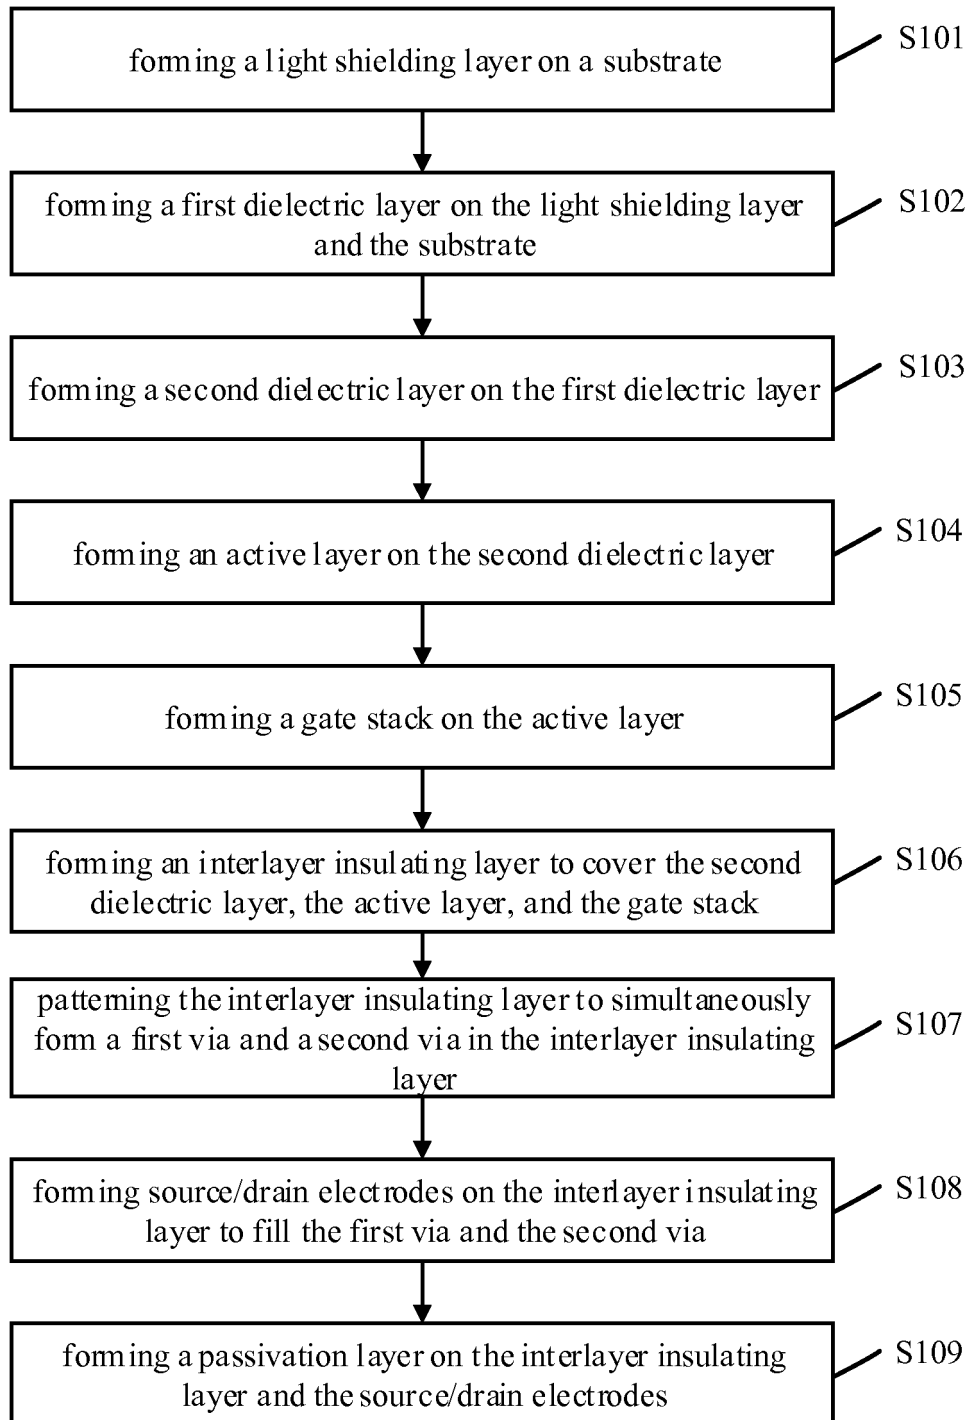 forming a light shielding layer on a substrate
S101
forming a first dielectric layer on the light shielding layer
and the substrate
S102
forming a second dielectric layer on the first dielectric layer
S103
forming an active layer on the second dielectric layer
S104
forming a gate stack on the active layer
S105
forming an interlayer insulating layer to cover the second
dielectric layer, the active layer, and the gate stack
S106
patterning the interlayer insulating layer to simultaneously
form a first via and a second via in the interlayer insulating
layer
S107
forming source/drain electrodes on the interlayer insulating
layer to fill the first via and the second via
S108
forming a passivation layer on the interlayer insulating
layer and the source/drain electrodes
S109